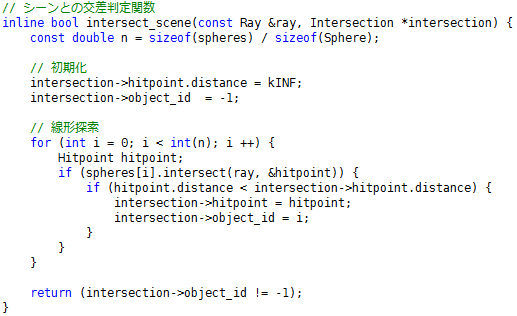 // シーンとの交差判定関数
inline bool intersect_scene(const Ray &ray, Intersection *intersection) {
    const double n = sizeof(spheres) / sizeof(Sphere);

    // 初期化
    intersection->hitpoint.distance = kINF;
    intersection->object_id  = -1;

    // 線形探索
    for (int i = 0; i < int(n); i ++) {
        Hitpoint hitpoint;
        if (spheres[i].intersect(ray, &hitpoint)) {
            if (hitpoint.distance < intersection->hitpoint.distance) {
                intersection->hitpoint = hitpoint;
                intersection->object_id = i;
            }
        }
    }

    return (intersection->object_id != -1);
}